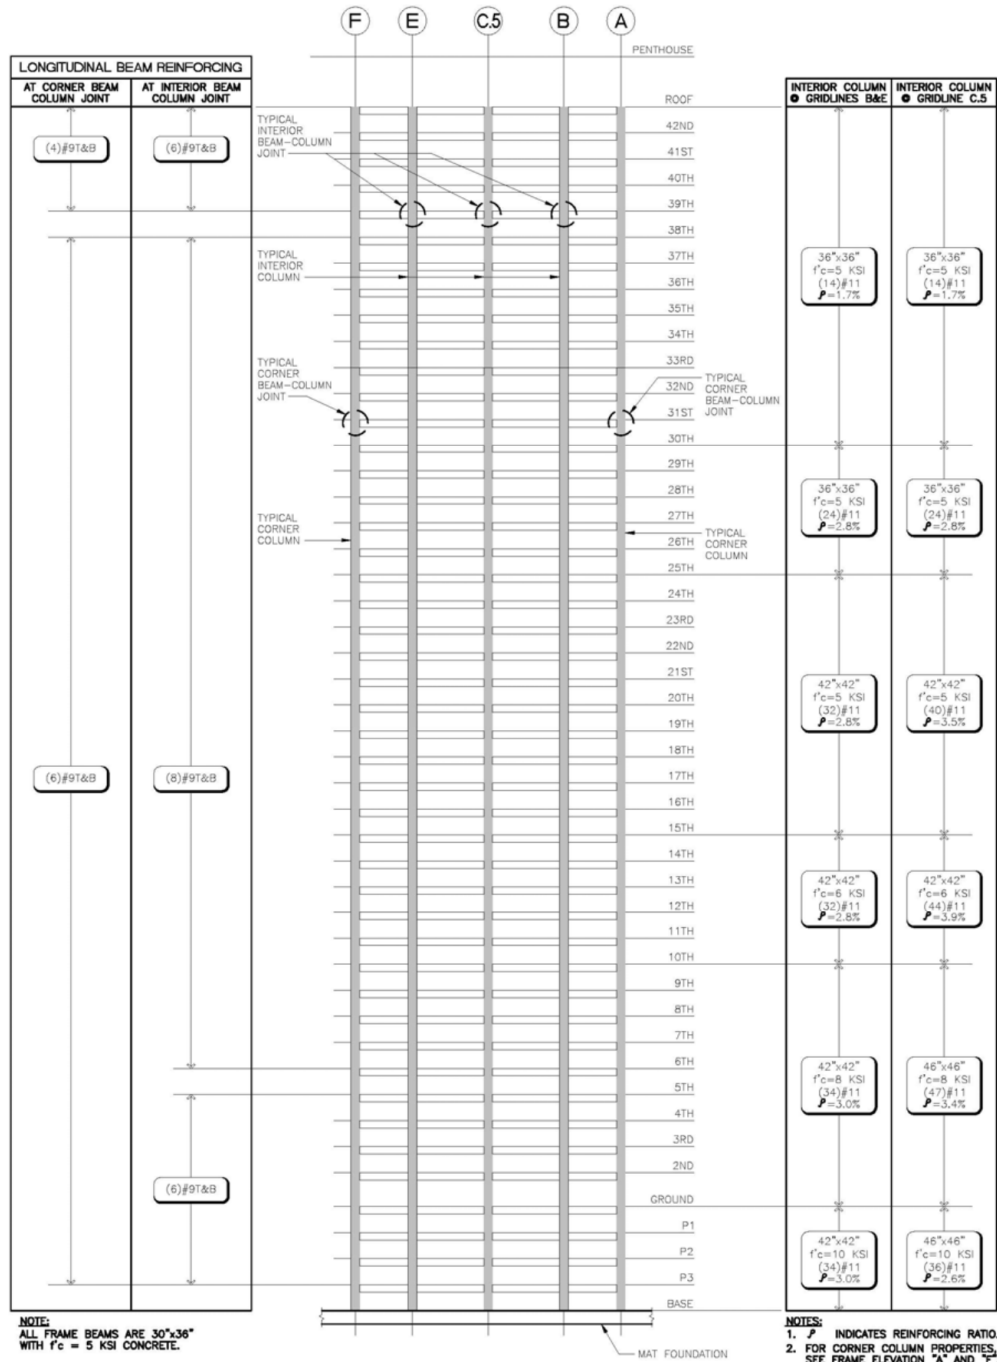 F E C.5 B A
PENTHOUSE
LONGITUDINAL BEAM REINFORCING
AT CORNER BEAM
COLUMN JOINT
AT INTERIOR BEAM
COLUMN JOINT
(4)#9T&B
(6)#9T&B
(6)#9T&B
(8)#9T&B
(6)#9T&B
NOTE:
ALL FRAME BEAMS ARE 30"x36"
WITH f'c = 5 KSI CONCRETE.
TYPICAL
INTERIOR
BEAM-COLUMN
JOINT
TYPICAL
INTERIOR
COLUMN
TYPICAL
CORNER
BEAM-COLUMN
JOINT
TYPICAL
CORNER
COLUMN
ROOF
42ND
41ST
40TH
39TH
38TH
37TH
36TH
35TH
34TH
33RD
32ND
31ST
30TH
29TH
28TH
27TH
26TH
25TH
24TH
23RD
22ND
21ST
20TH
19TH
18TH
17TH
16TH
15TH
14TH
13TH
12TH
11TH
10TH
9TH
8TH
7TH
6TH
5TH
4TH
3RD
2ND
GROUND
P1
P2
P3
BASE
MAT FOUNDATION
TYPICAL
CORNER
BEAM-COLUMN
JOINT
TYPICAL
CORNER
COLUMN
INTERIOR COLUMN
@ GRIDLINES B&E
36"x36"
f'c=5 KSI
(14)#11
ρ=1.7%
36"x36"
f'c=5 KSI
(24)#11
ρ=2.8%
42"x42"
f'c=5 KSI
(32)#11
ρ=2.8%
42"x42"
f'c=6 KSI
(32)#11
ρ=2.8%
42"x42"
f'c=8 KSI
(34)#11
ρ=3.0%
42"x42"
f'c=10 KSI
(34)#11
ρ=3.0%
INTERIOR COLUMN
@ GRIDLINE C.5
36"x36"
f'c=5 KSI
(14)#11
ρ=1.7%
36"x36"
f'c=5 KSI
(24)#11
ρ=2.8%
42"x42"
f'c=5 KSI
(40)#11
ρ=3.5%
42"x42"
f'c=6 KSI
(44)#11
ρ=3.9%
46"x46"
f'c=8 KSI
(47)#11
ρ=3.4%
46"x46"
f'c=10 KSI
(36)#11
ρ=2.6%
NOTES:
1. ρ INDICATES REINFORCING RATIO.
2. FOR CORNER COLUMN PROPERTIES,
SEE FRAME ELEVATION "A" AND "F"